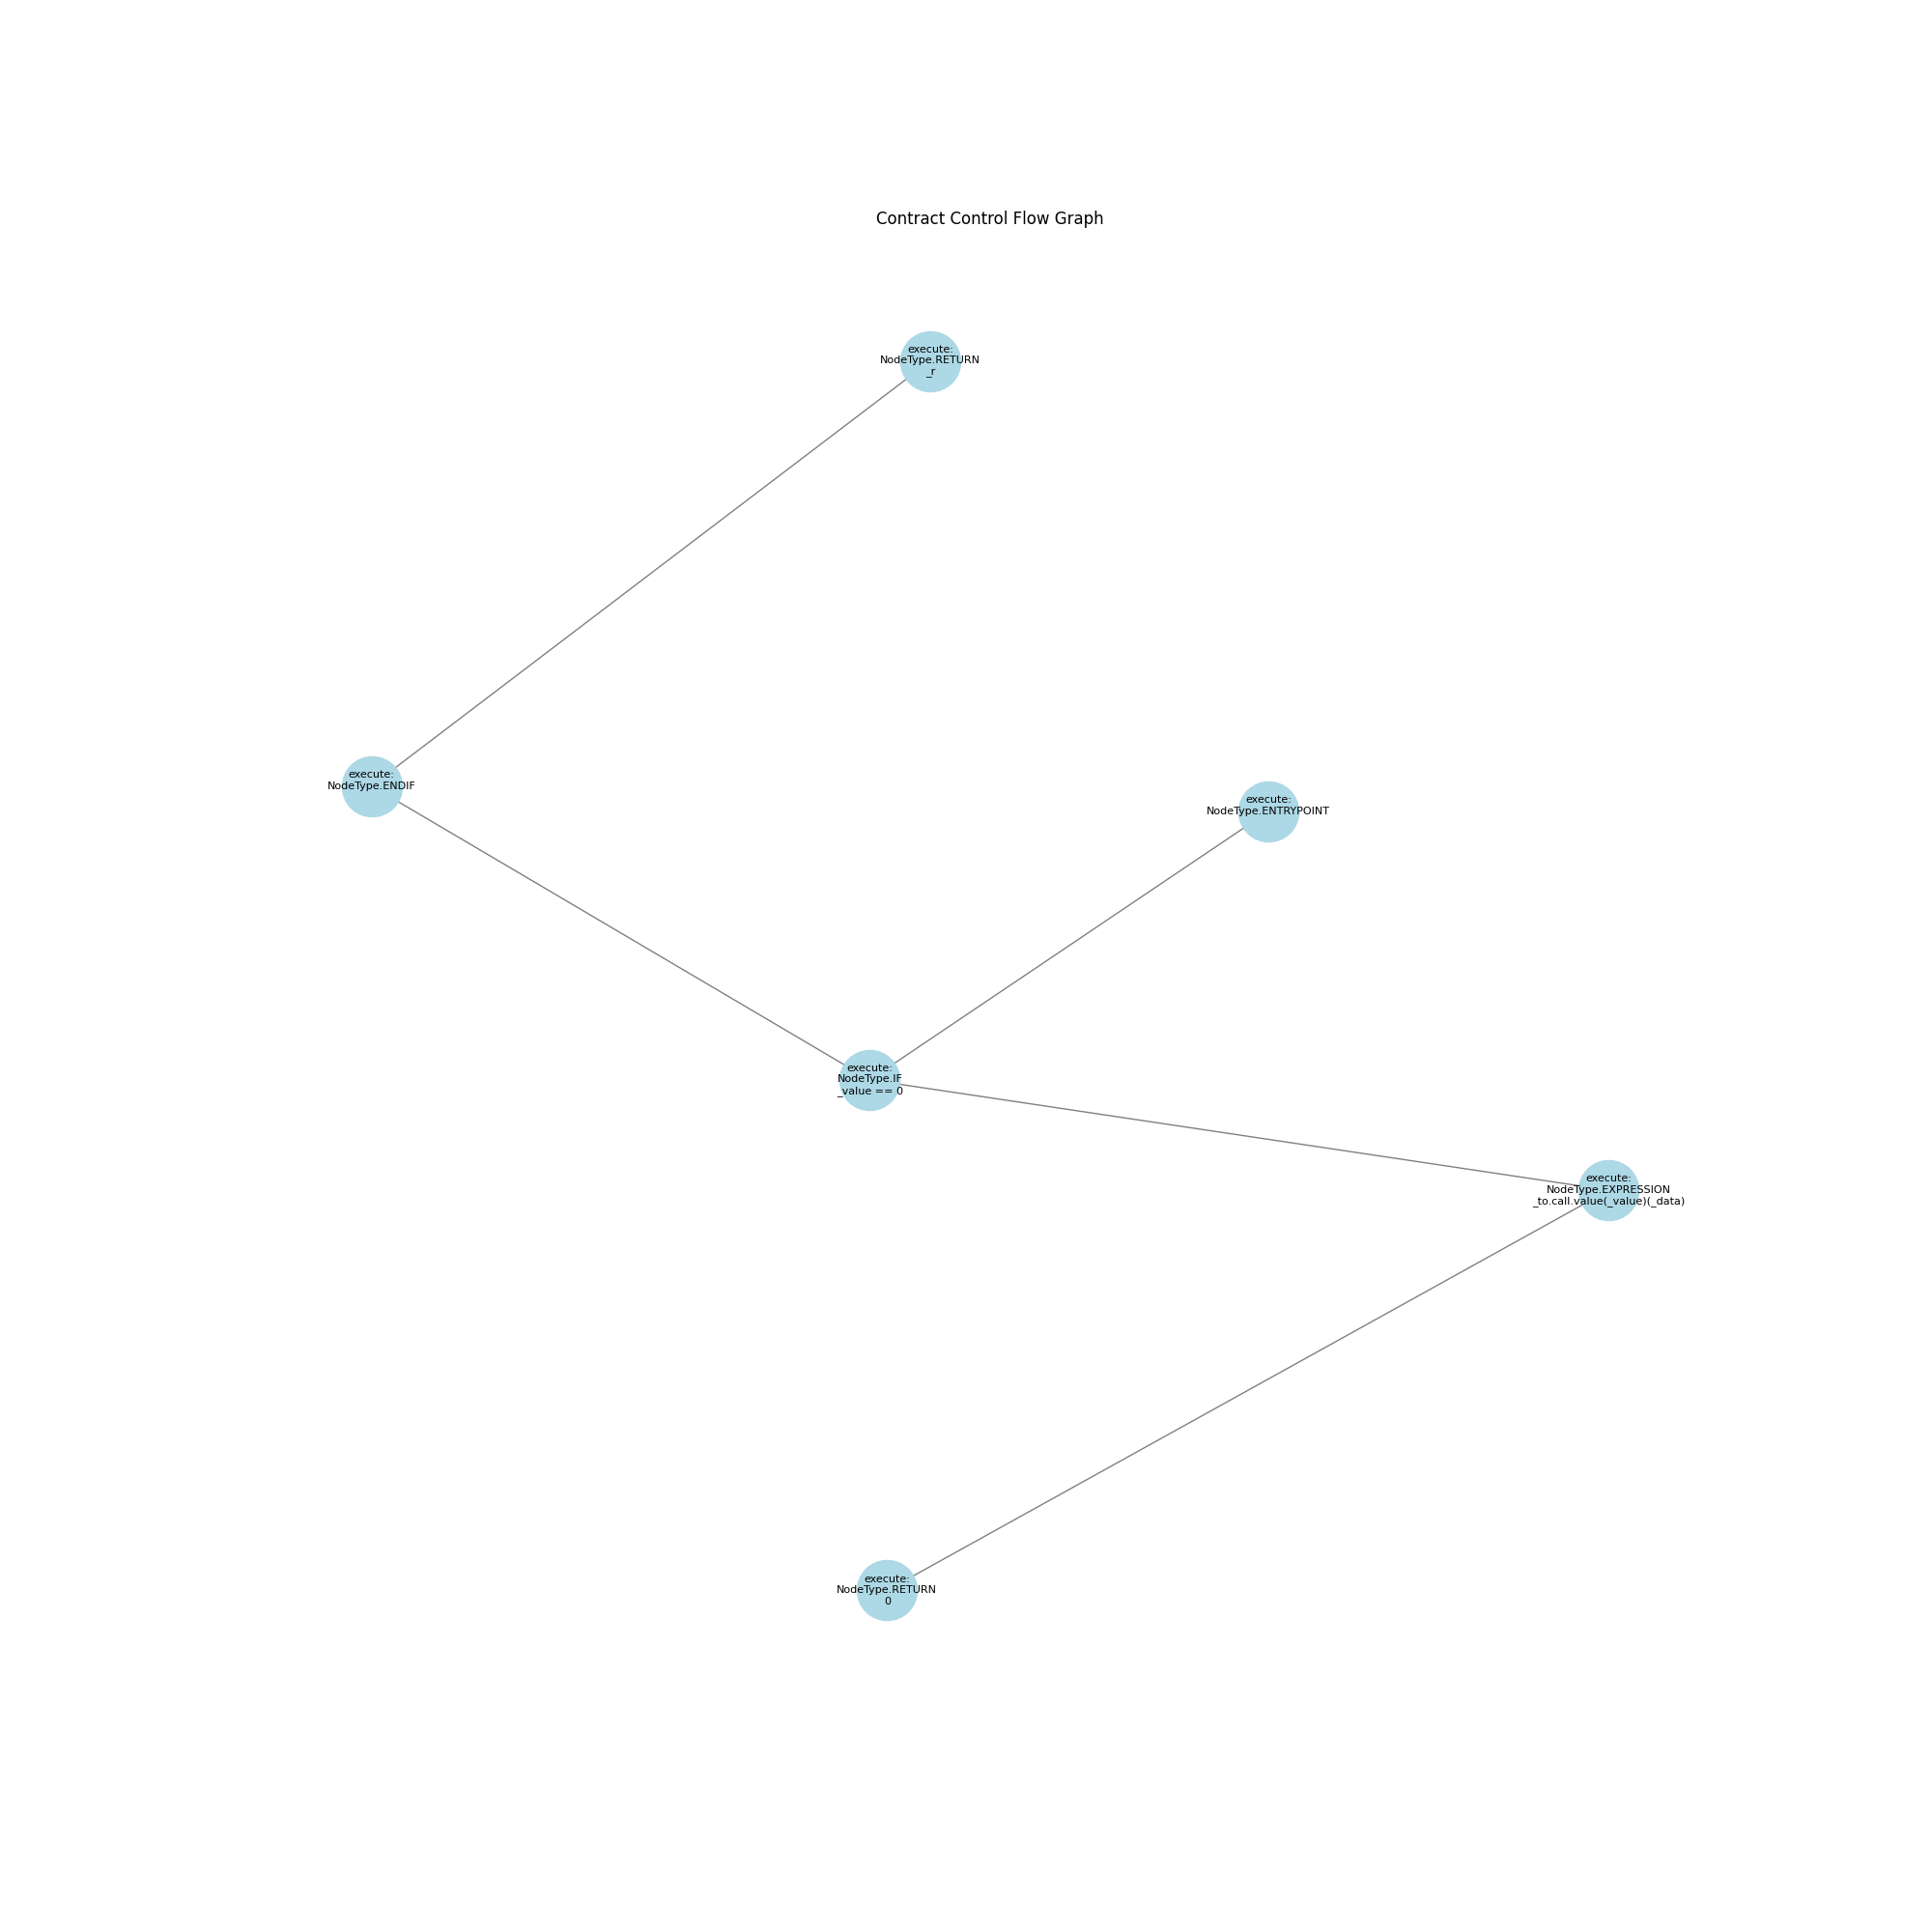 Contract Control Flow Graph
execute:
NodeType.RETURN
_r
execute:
NodeType.ENDIF
execute:
NodeType.ENTRYPOINT
execute:
NodeType.IF
_value == 0
execute:
NodeType.EXPRESSION
_to.call.value(_value)(_data)
execute:
NodeType.RETURN
0